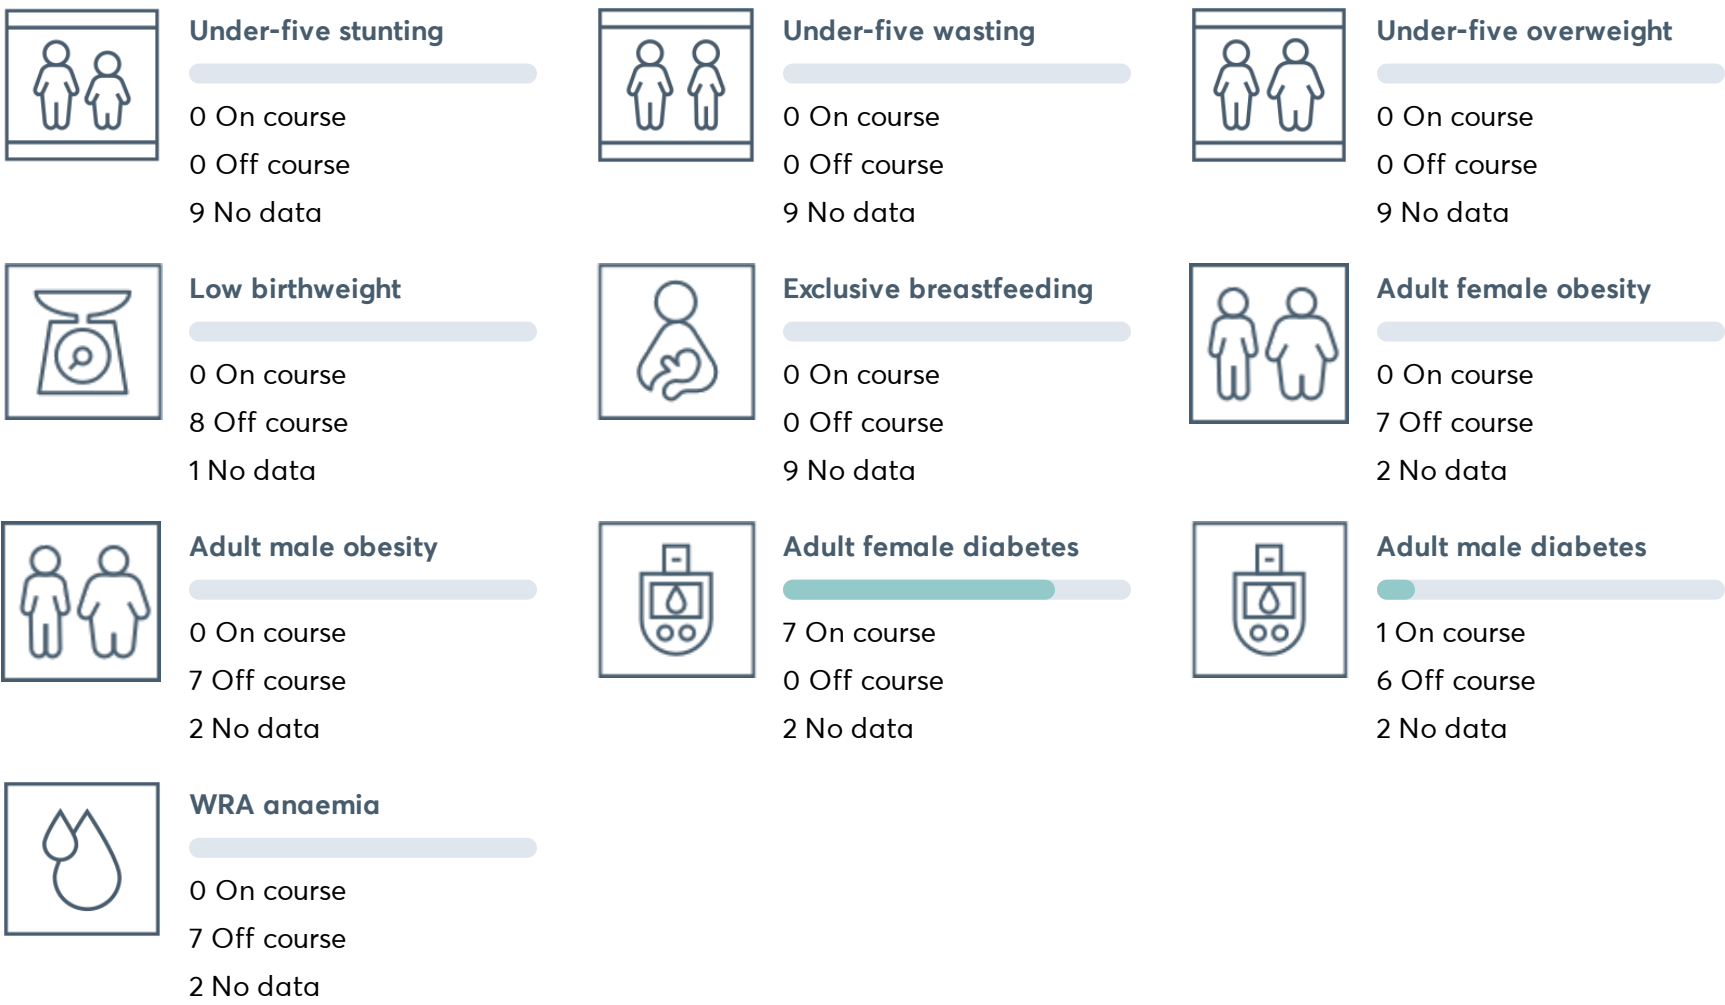 Under-five stunting
0 On course
0 Off course
9 No data
Under-five wasting
0 On course
0 Off course
9 No data
Under-five overweight
0 On course
0 Off course
9 No data
Low birthweight
0 On course
8 Off course
1 No data
Exclusive breastfeeding
0 On course
0 Off course
9 No data
Adult female obesity
0 On course
7 Off course
2 No data
Adult male obesity
0 On course
7 Off course
2 No data
Adult female diabetes
7 On course
0 Off course
2 No data
Adult male diabetes
1 On course
6 Off course
2 No data
WRA anaemia
0 On course
7 Off course
2 No data